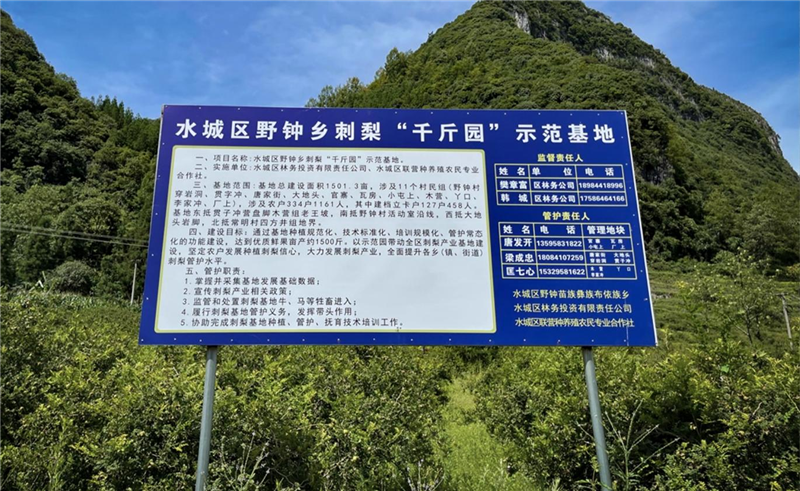 水城区野钟乡刺梨“千斤园”示范基地
一、项目名称：水城区野钟乡刺梨“千斤园”示范基地。
二、实施单位：水城区林务投资有限责任公司、水城区联营种养殖农民专业合
作社。
三、基地范围：基地总建设面积1501.3亩，涉及11个村民组（野钟村
穿岩洞、贾字冲、唐家街、大地头、官寨、瓦房、小屯上、木营、丫口、
李家冲、厂上），涉及农户334户1161人，其中建档立卡户127户458人。
基地东抵贾子冲营盘脚木营组老王坡，南抵野钟村活动室沿线，西抵大地
头岩脚，北抵常明村四方井组地界。
四、建设目标：通过基地种植规范化、技术标准化、培训规模化、管护常态
化的功能建设，达到优质鲜果亩产约1500斤。以示范园带动全区刺梨产业基地建
设，坚定农户发展种植刺梨信心，大力发展刺梨产业，全面提升各乡(镇、街道)
刺梨管护水平。
五、管护职责：
1.掌握并采集基地发展基础数据；
2.宣传刺梨产业相关政策；
3.监管和处置刺梨基地牛、马等牲畜进入；
4.履行刺梨基地管护义务，发挥带头作用；
5.协助完成刺梨基地种植、管护、抚育技术培训工作。
监督责任人
姓名 单位 电话
樊章富 区林务公司 18984418996
韩城 区林务公司 17586464166
管护责任人
姓名 电话 管理地块
唐发开 13595831822 官寨 瓦房 小屯上 木营
梁成忠 18084107259 唐家街 大地头
匡七心 15329581622 木营 丫口
水城区野钟苗族彝族布依族乡
水城区林务投资有限责任公司
水城区联营种养殖农民专业合作社